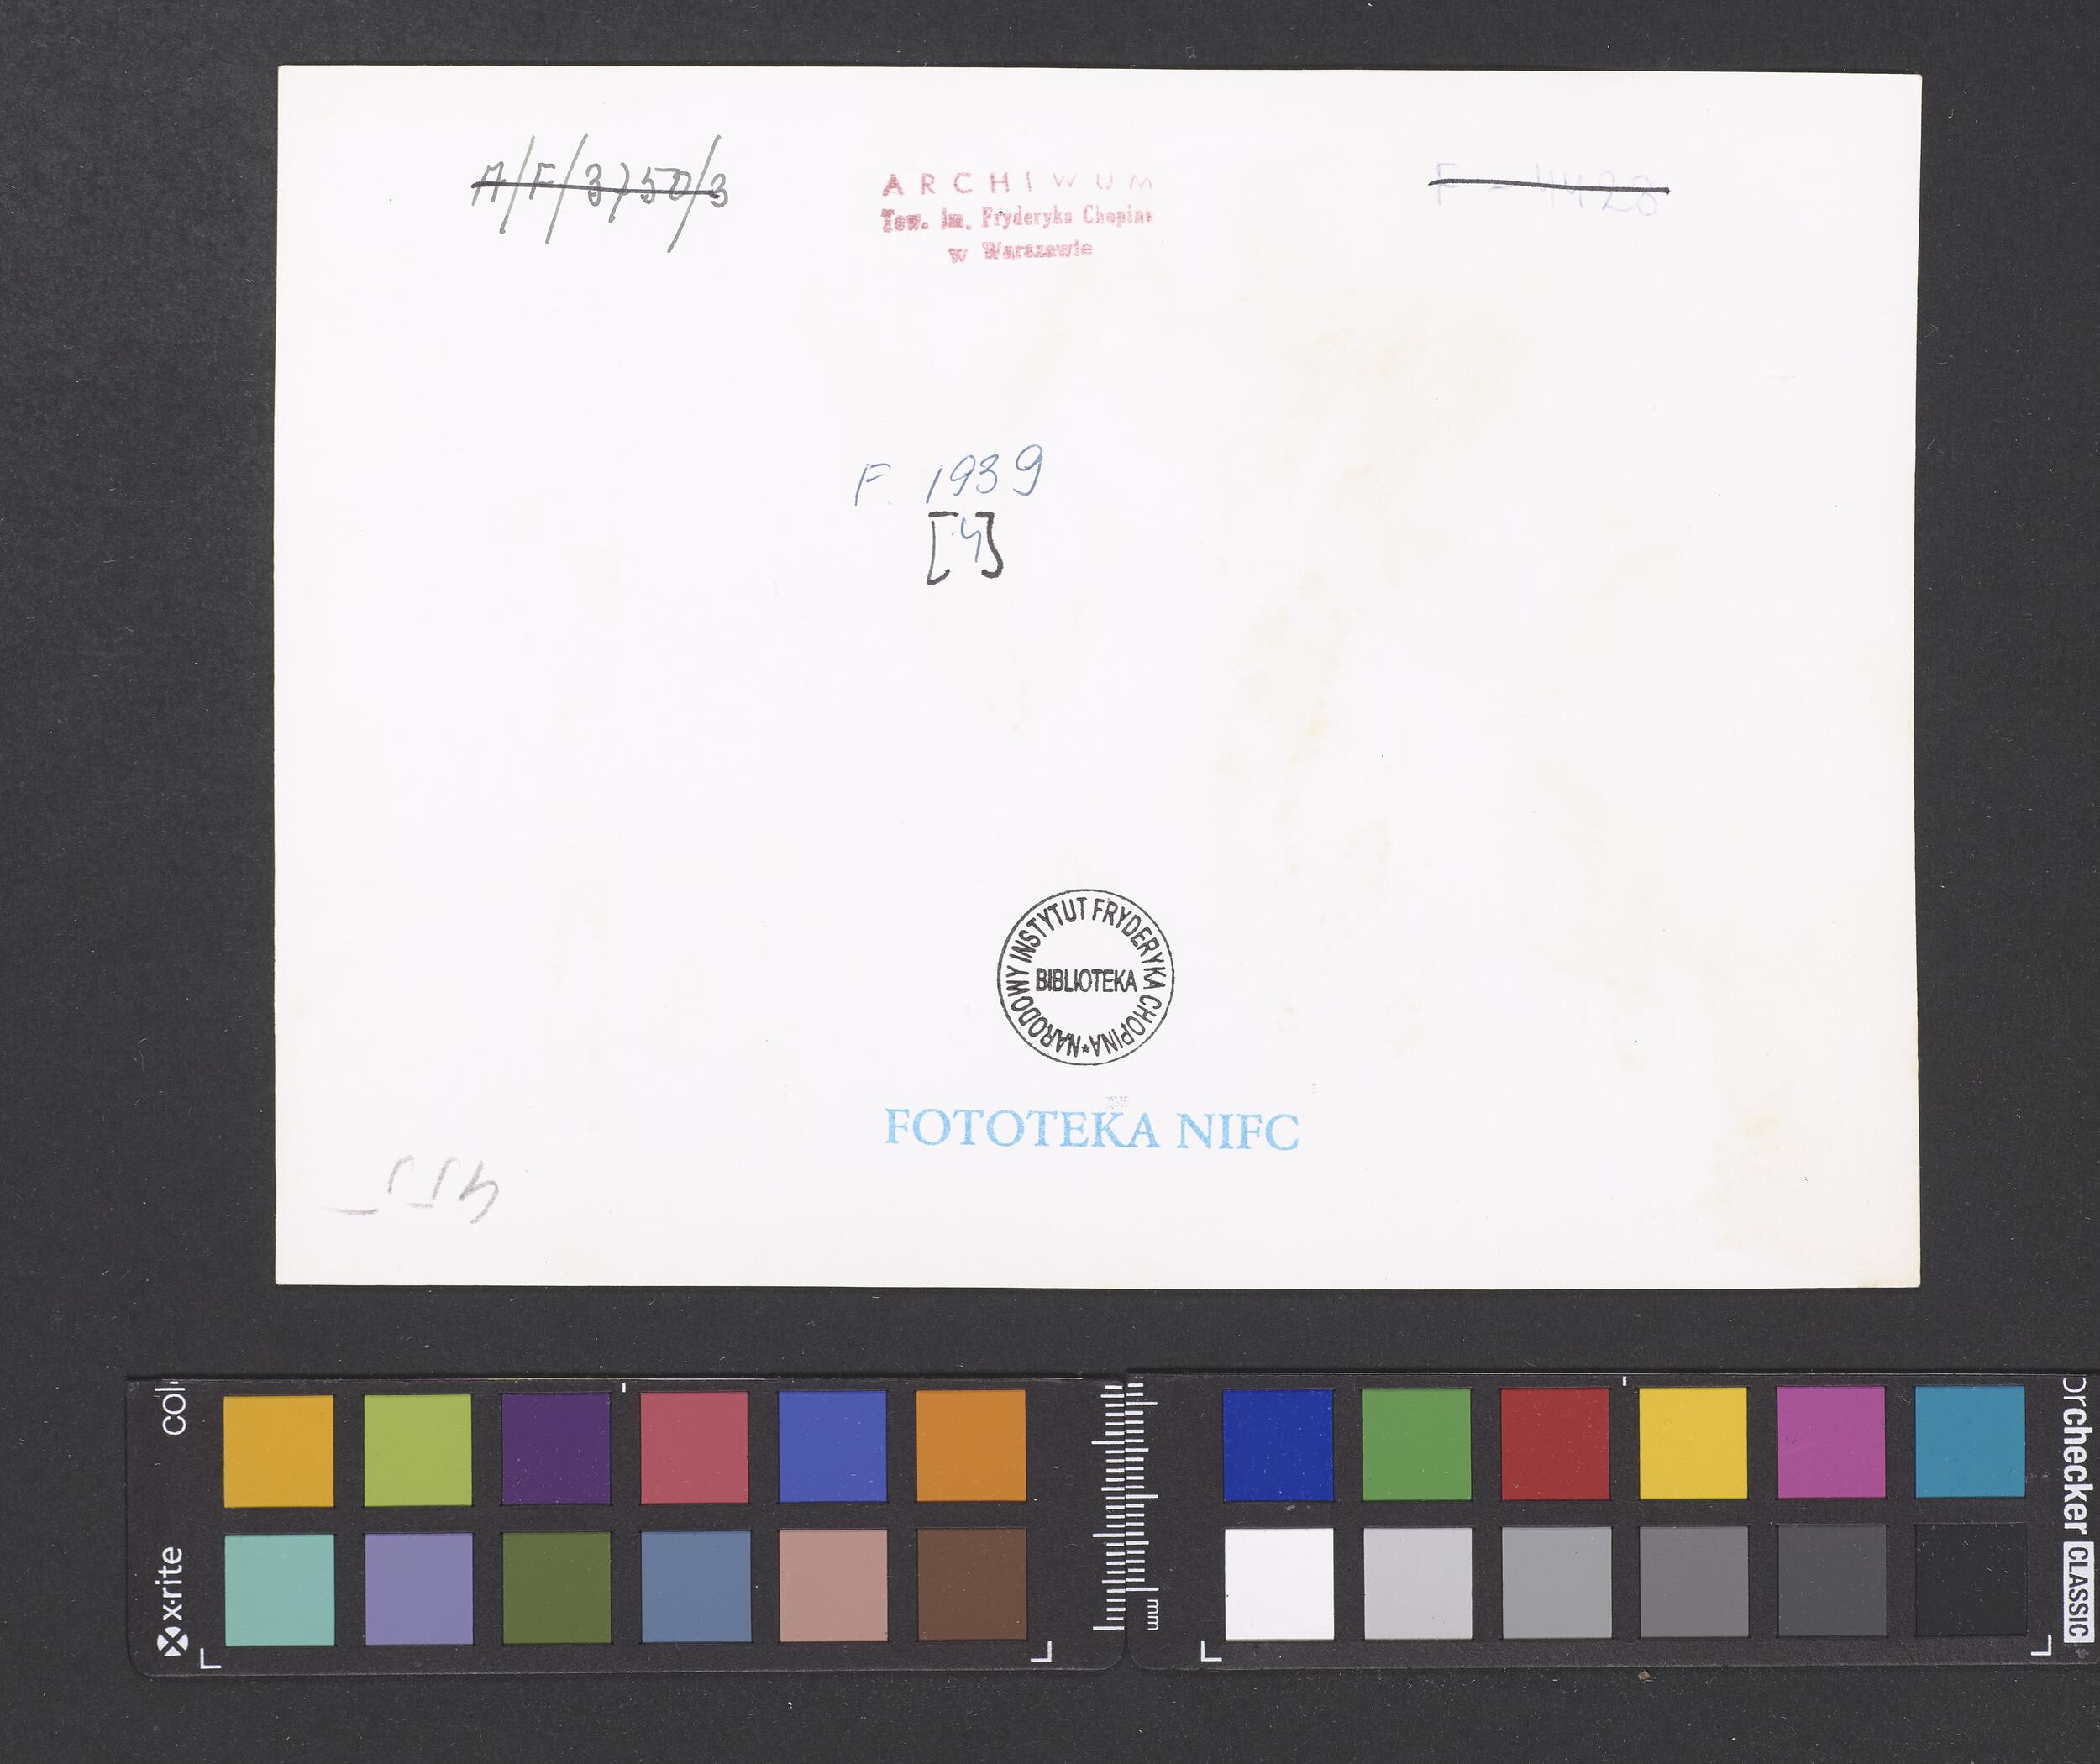 A/F/3750/3
ARCHIWUM
Tow. im. Fryderyka Chopina
w Warszawie
F - 4428
F. 1939
[4]
NARODOWY INSTYTUT FRYDERYKA CHOPINA
BIBLIOTEKA
FOTOTEKA NIFC
x-rite
colorchecker CLASSIC
mm